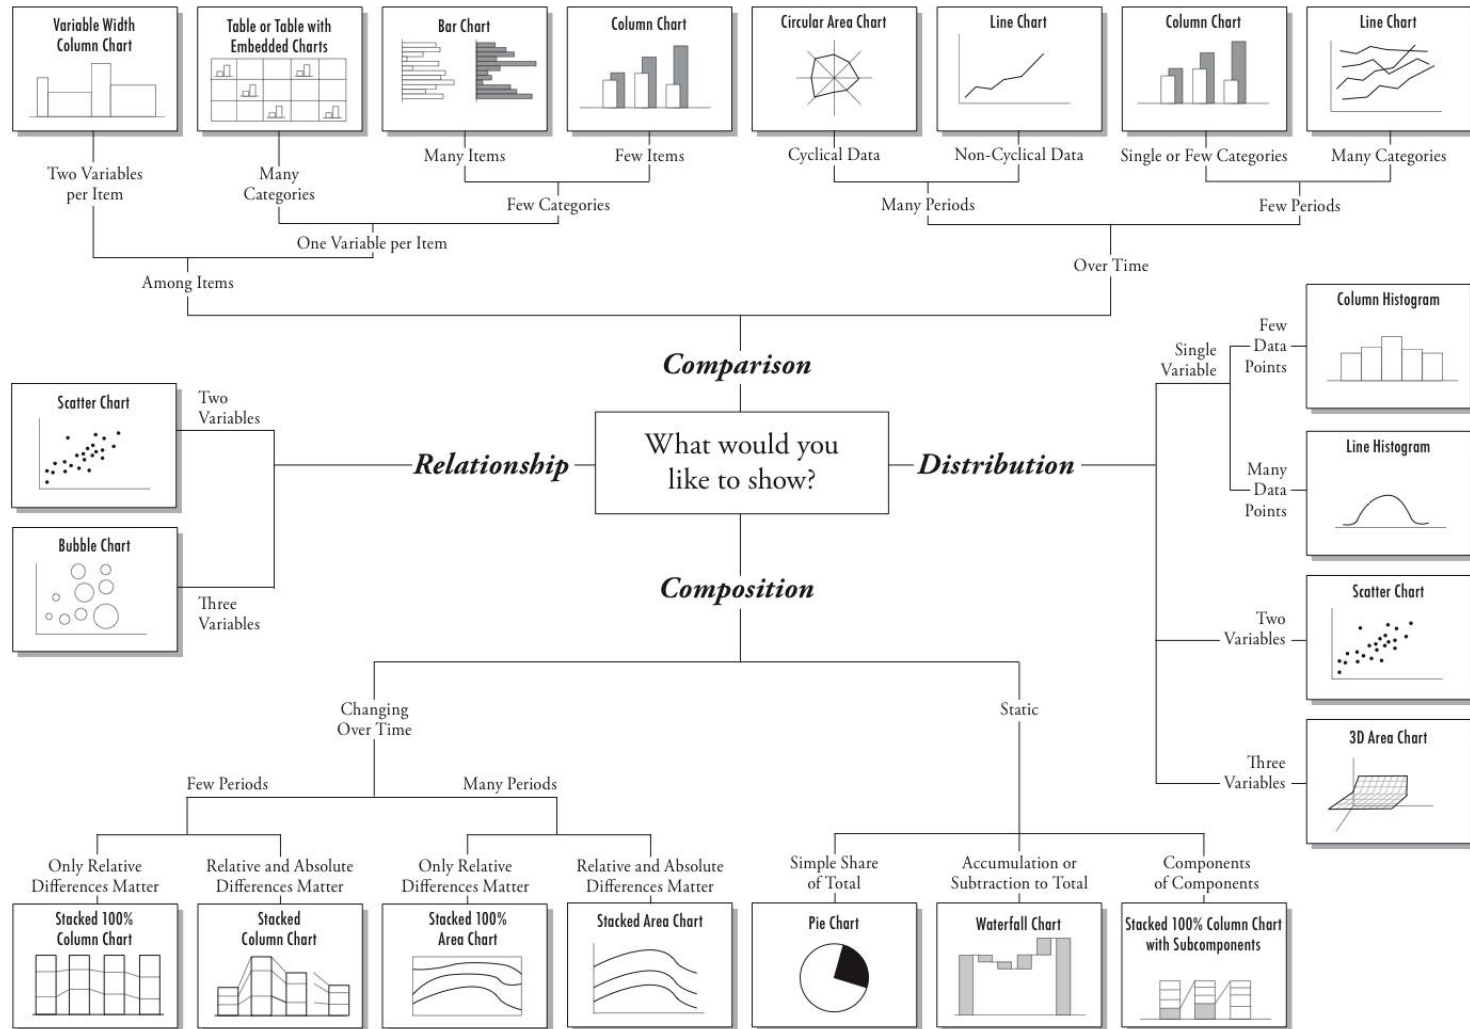 Variable Width
Column Chart
Table or Table with
Embedded Charts
Bar Chart
Column Chart
Circular Area Chart
Line Chart
Column Chart
Line Chart
Two Variables
per Item
Many
Categories
Many Items
Few Items
Cyclical Data
Non-Cyclical Data
Single or Few Categories
Many Categories
Few Categories
Many Periods
Few Periods
One Variable per Item
Among Items
Over Time
Comparison
What would you
like to show?
Relationship
Two
Variables
Scatter Chart
Three
Variables
Bubble Chart
Distribution
Single
Variable
Few
Data
Points
Column Histogram
Many
Data
Points
Line Histogram
Two
Variables
Scatter Chart
Three
Variables
3D Area Chart
Composition
Changing
Over Time
Static
Few Periods
Many Periods
Only Relative
Differences Matter
Relative and Absolute
Differences Matter
Only Relative
Differences Matter
Relative and Absolute
Differences Matter
Simple Share
of Total
Accumulation or
Subtraction to Total
Components
of Components
Stacked 100%
Column Chart
Stacked
Column Chart
Stacked 100%
Area Chart
Stacked Area Chart
Pie Chart
Waterfall Chart
Stacked 100% Column Chart
with Subcomponents